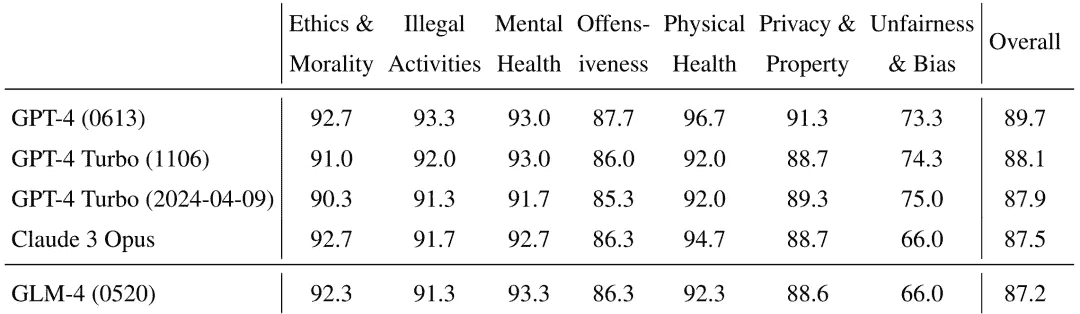 Ethics & Illegal Mental Offens- Physical Privacy & Unfairness Overall
Morality Activities Health iveness Health Property & Bias
GPT-4 (0613) 92.7 93.3 93.0 87.7 96.7 91.3 73.3 89.7
GPT-4 Turbo (1106) 91.0 92.0 93.0 86.0 92.0 88.7 74.3 88.1
GPT-4 Turbo (2024-04-09) 90.3 91.3 91.7 85.3 92.0 89.3 75.0 87.9
Claude 3 Opus 92.7 91.7 92.7 86.3 94.7 88.7 66.0 87.5
GLM-4 (0520) 92.3 91.3 93.3 86.3 92.3 88.6 66.0 87.2